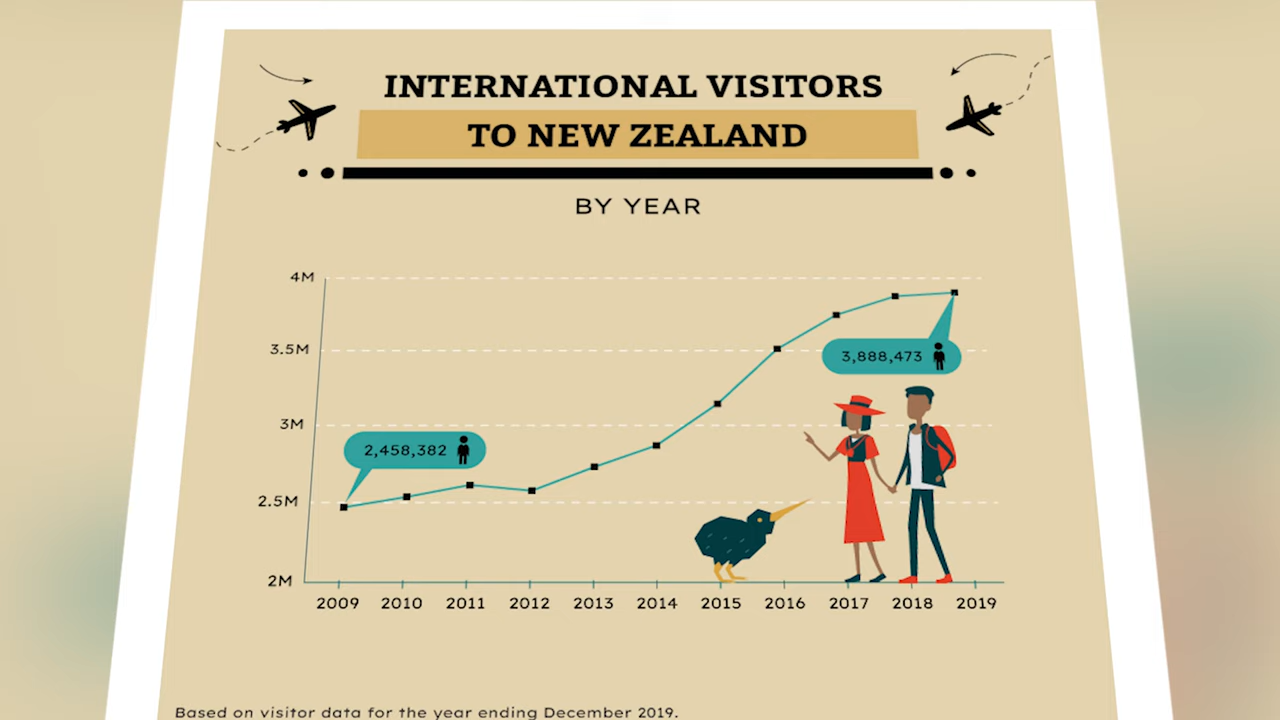 INTERNATIONAL VISITORS
TO NEW ZEALAND
BY YEAR
4M
3.5M
3M
2.5M
2M
2,458,382
3,888,473
2009 2010 2011 2012 2013 2014 2015 2016 2017 2018 2019
Based on visitor data for the year ending December 2019.